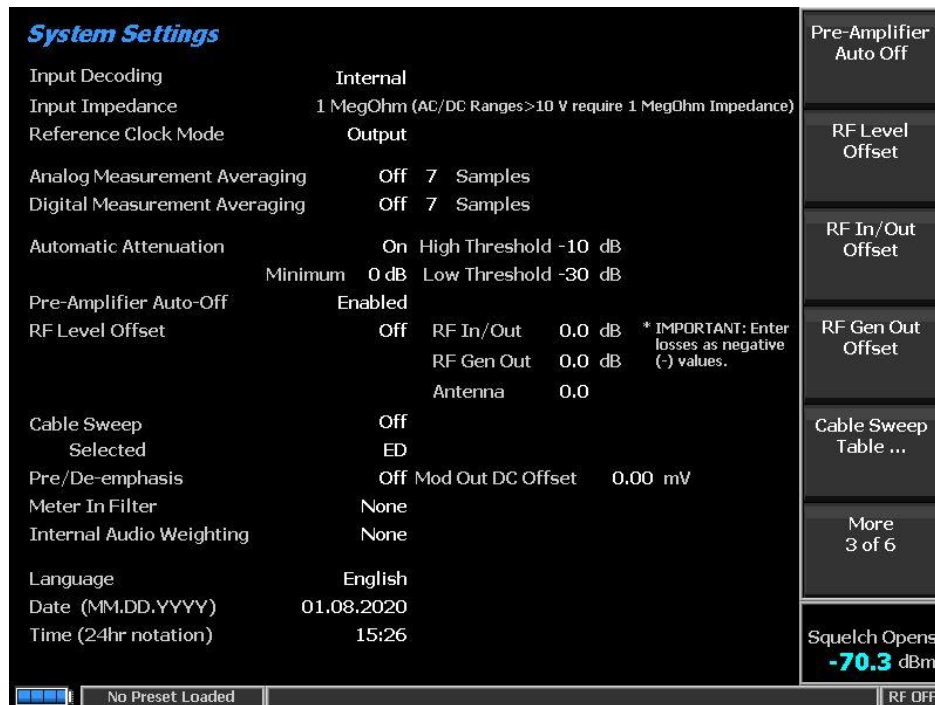 System Settings
Input Decoding Internal
Input Impedance 1 MegOhm (AC/DC Ranges>10 V require 1 MegOhm Impedance)
Reference Clock Mode Output
Analog Measurement Averaging Off 7 Samples
Digital Measurement Averaging Off 7 Samples
Automatic Attenuation On High Threshold -10 dB
Minimum 0 dB Low Threshold -30 dB
Pre-Amplifier Auto-Off Enabled
RF Level Offset Off RF In/Out 0.0 dB * IMPORTANT: Enter
losses as negative
RF Gen Out 0.0 dB (-) values.
Antenna 0.0
Cable Sweep Off
Selected ED
Pre/De-emphasis Off Mod Out DC Offset 0.00 mV
Meter In Filter None
Internal Audio Weighting None
Language English
Date (MM.DD.YYYY) 01.08.2020
Time (24hr notation) 15:26
Pre-Amplifier
Auto Off
RF Level
Offset
RF In/Out
Offset
RF Gen Out
Offset
Cable Sweep
Table ...
More
3 of 6
Squelch Opens
-70.3 dBm
No Preset Loaded
RF OFF